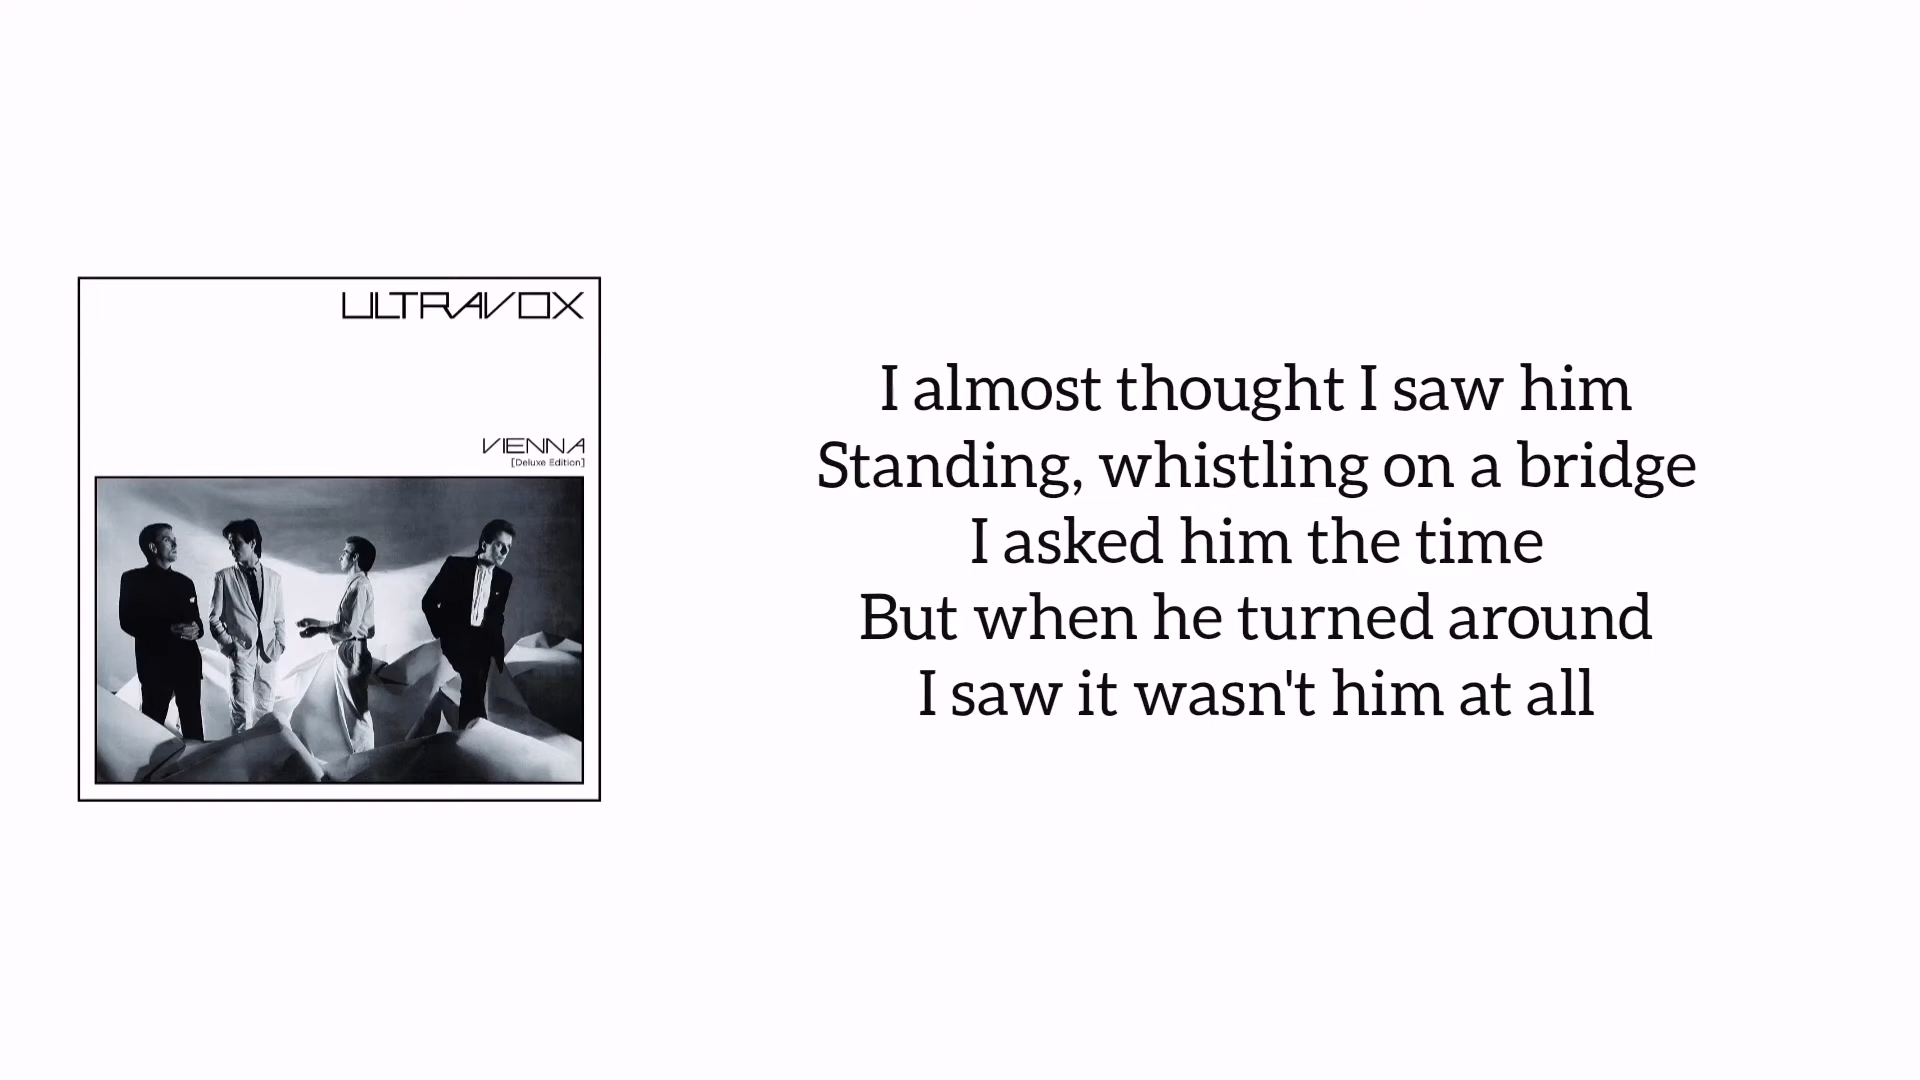 ULTRAVOX
VIENNA
[Deluxe Edition]
I almost thought I saw him
Standing, whistling on a bridge
I asked him the time
But when he turned around
I saw it wasn't him at all